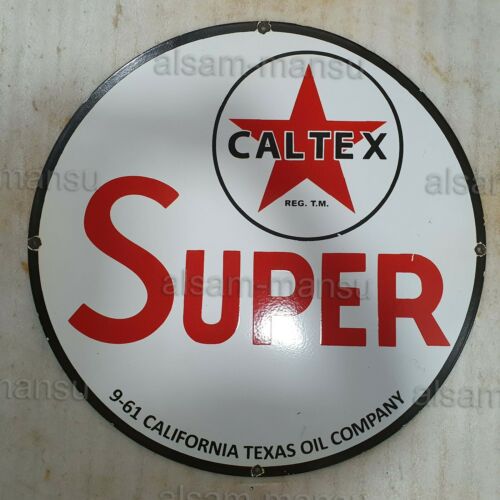 alsam-mansu
CALTEX
REG. T.M.
SUPER
9-61 CALIFORNIA TEXAS OIL COMPANY